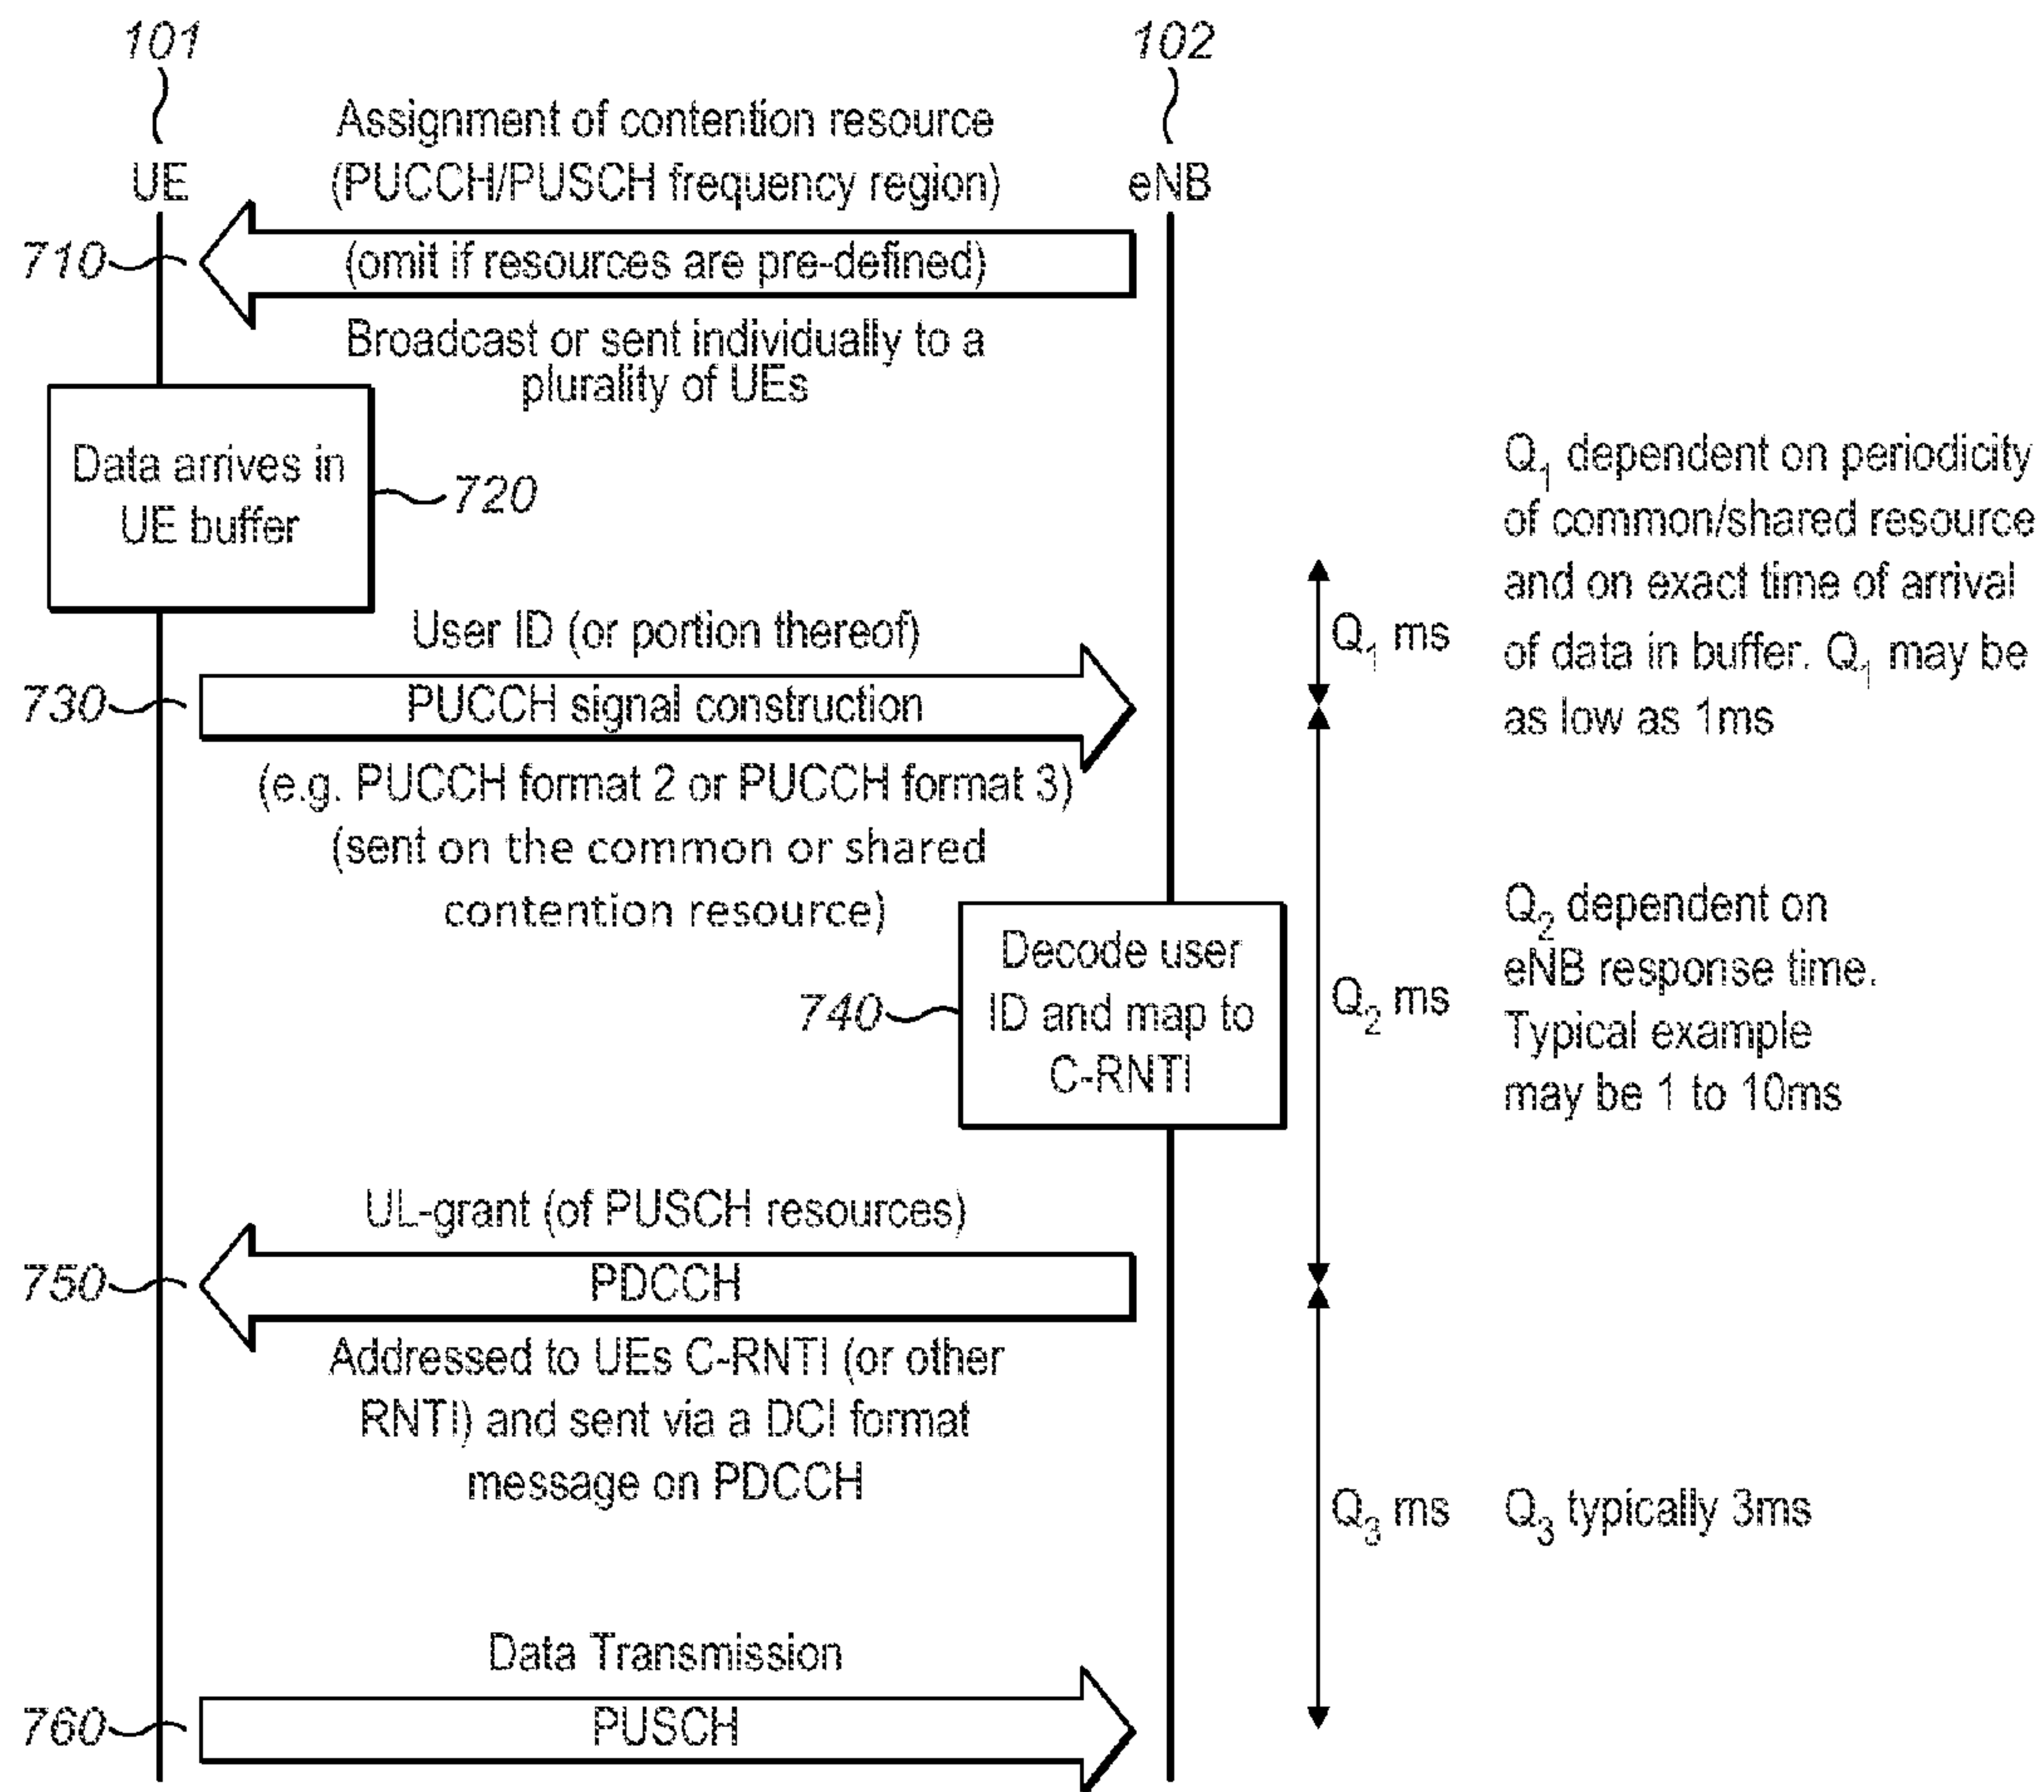 101
102
Assignment of contention resource
UE
(PUCCH/PUSCH frequency region)
eNB
710
(omit if resources are pre-defined)
Broadcast or sent individually to a
plurality of UEs
Data arrives in
UE buffer
720
Q1 dependent on periodicity
of common/shared resource
and on exact time of arrival
of data in buffer. Q1 may be
as low as 1ms
User ID (or portion thereof)
Q1 ms
730
PUCCH signal construction
(e.g. PUCCH format 2 or PUCCH format 3)
(sent on the common or shared
contention resource)
740
Decode user
ID and map to
C-RNTI
Q2 ms
Q2 dependent on
eNB response time.
Typical example
may be 1 to 10ms
UL-grant (of PUSCH resources)
750
PDCCH
Addressed to UEs C-RNTI (or other
RNTI) and sent via a DCI format
message on PDCCH
Q3 ms
Q3 typically 3ms
Data Transmission
760
PUSCH